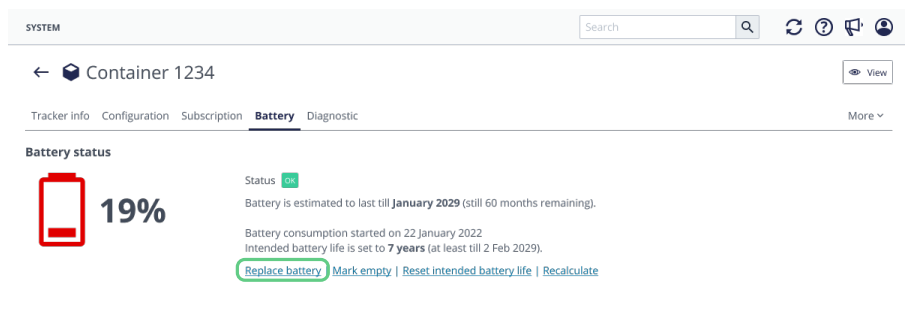 SYSTEM
Search
Container 1234
View
Tracker info Configuration Subscription Battery Diagnostic More
Battery status
19%
Status OK
Battery is estimated to last till January 2029 (still 60 months remaining).
Battery consumption started on 22 January 2022
Intended battery life is set to 7 years (at least till 2 Feb 2029).
Replace battery | Mark empty | Reset intended battery life | Recalculate